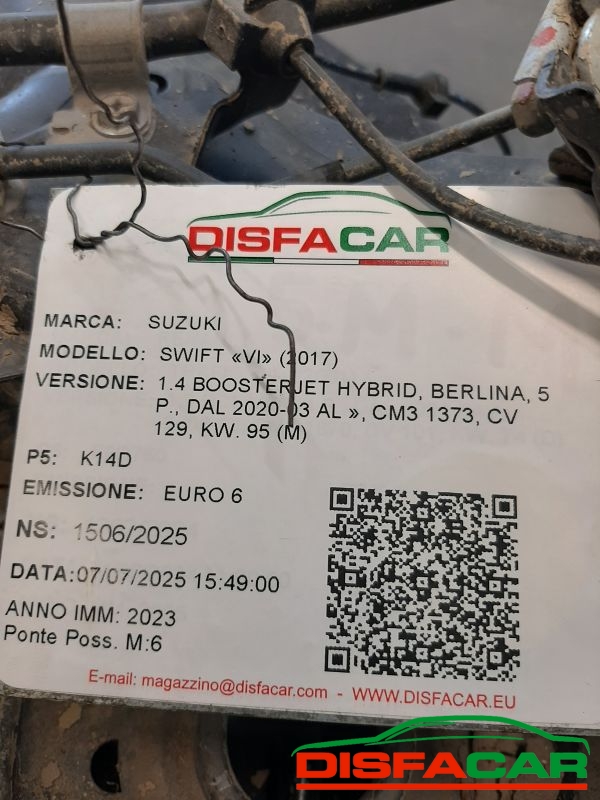 DISFACAR
MARCA: SUZUKI
MODELLO: SWIFT «VI» (2017)
VERSIONE: 1.4 BOOSTERJET HYBRID, BERLINA, 5
P., DAL 2020-03 AL », CM3 1373, CV
129, KW. 95 (M)
P5: K14D
EMISSIONE: EURO 6
NS: 1506/2025
DATA:07/07/2025 15:49:00
ANNO IMM: 2023
Ponte Poss. M:6
E-mail: magazzino@disfacar.com - WWW.DISFACAR.EU
DISFACAR